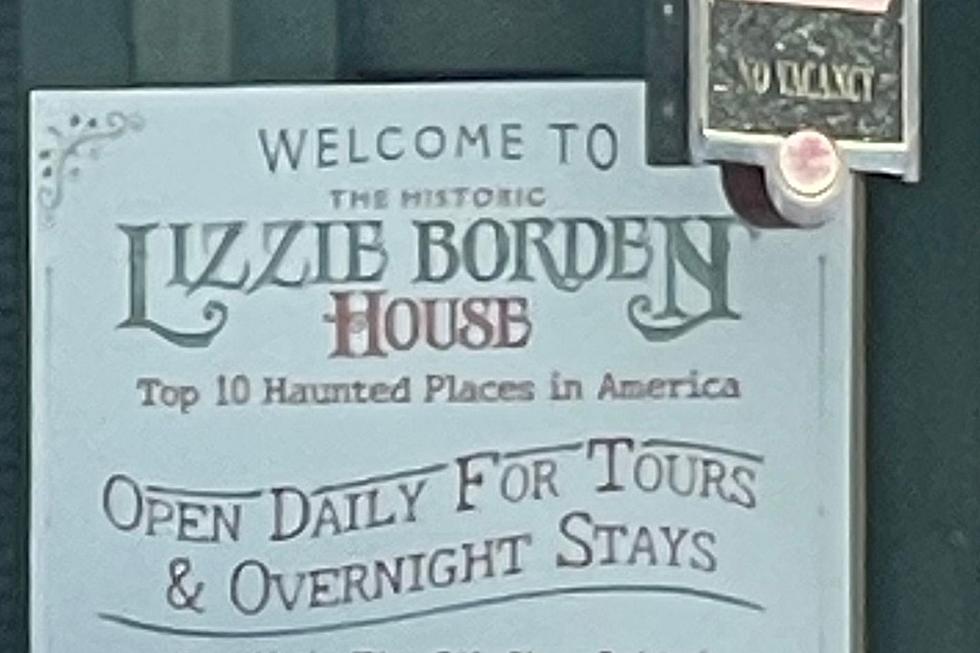 NO VACANCY
WELCOME TO
THE HISTORIC
LIZZIE BORDEN
HOUSE
Top 10 Haunted Places in America
OPEN DAILY FOR TOURS
& OVERNIGHT STAYS